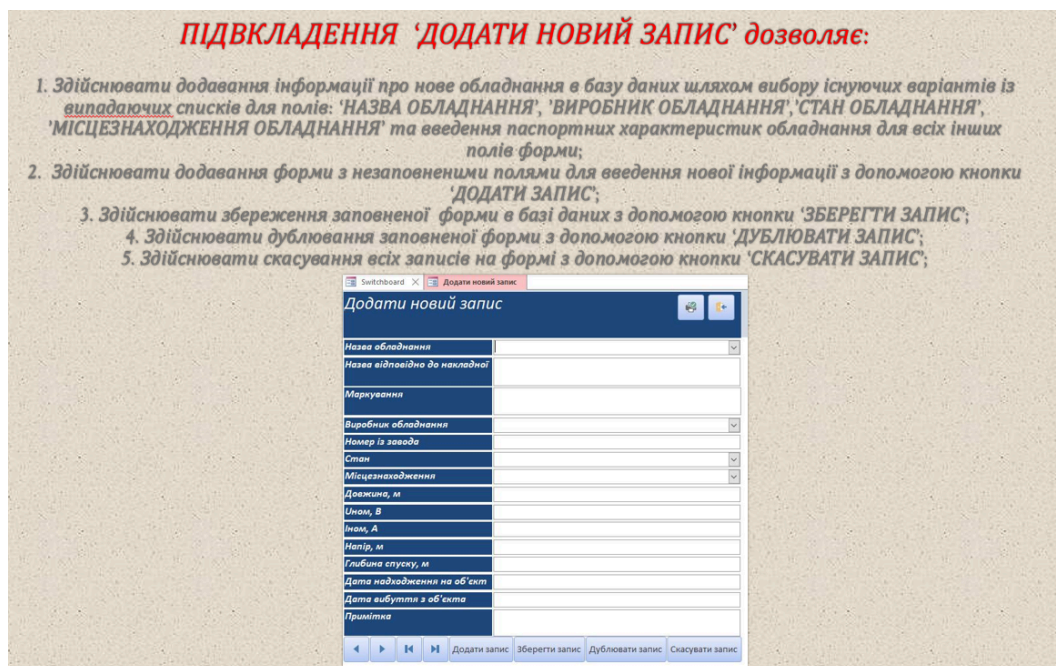 ПІДВКЛАДЕННЯ ‘ДОДАТИ НОВИЙ ЗАПИС’ дозволяє:
1. Здійснювати додавання інформації про нове обладнання в базу даних шляхом вибору існуючих варіантів із
випадаючих списків для полів: ‘НАЗВА ОБЛАДНАННЯ’, ‘ВИРОБНИК ОБЛАДНАННЯ’,‘СТАН ОБЛАДНАННЯ’,
‘МІСЦЕЗНАХОДЖЕННЯ ОБЛАДНАННЯ’ та введення паспортних характеристик обладнання для всіх інших
полів форми;
2. Здійснювати додавання форми з незаповненими полями для введення нової інформації з допомогою кнопки
‘ДОДАТИ ЗАПИС’;
3. Здійснювати збереження заповненої форми в базі даних з допомогою кнопки ‘ЗБЕРЕГТИ ЗАПИС’;
4. Здійснювати дублювання заповненої форми з допомогою кнопки ‘ДУБЛЮВАТИ ЗАПИС’;
5. Здійснювати скасування всіх записів на формі з допомогою кнопки ‘СКАСУВАТИ ЗАПИС’;
Switchboard Додати новий запис
Додати новий запис
Назва обладнання
Назва відповідно до накладної
Маркування
Виробник обладнання
Номер із завода
Стан
Місцезнаходження
Довжина, м
Uном, В
Іном, А
Напір, м
Глибина спуску, м
Дата надходження на об'єкт
Дата вибуття з об'єкта
Примітка
Додати запис Зберегти запис Дублювати запис Скасувати запис